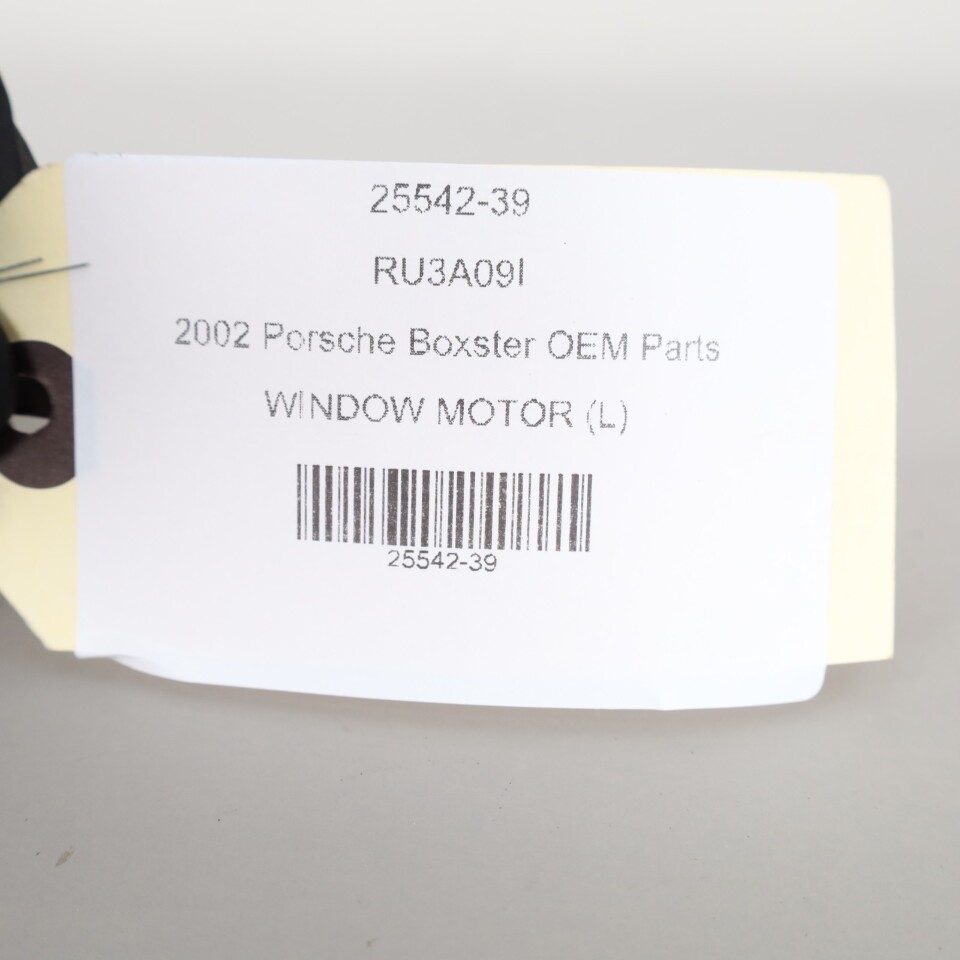 25542-39
RU3A09I
2002 Porsche Boxster OEM Parts
WINDOW MOTOR (L)
25542-39